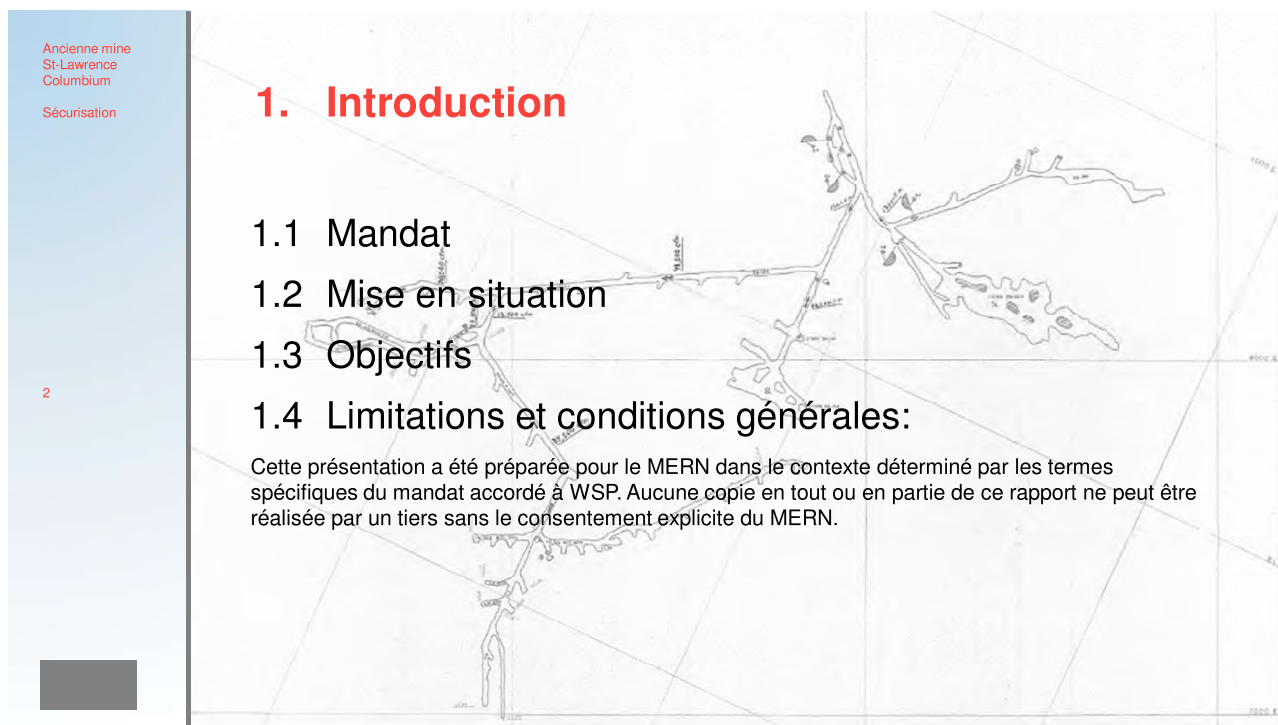 Ancienne mine
St-Lawrence
Columbium
Sécurisation
2
1. Introduction
1.1 Mandat
1.2 Mise en situation
1.3 Objectifs
1.4 Limitations et conditions générales:
Cette présentation a été préparée pour le MERN dans le contexte déterminé par les termes
spécifiques du mandat accordé à WSP. Aucune copie en tout ou en partie de ce rapport ne peut être
réalisée par un tiers sans le consentement explicite du MERN.